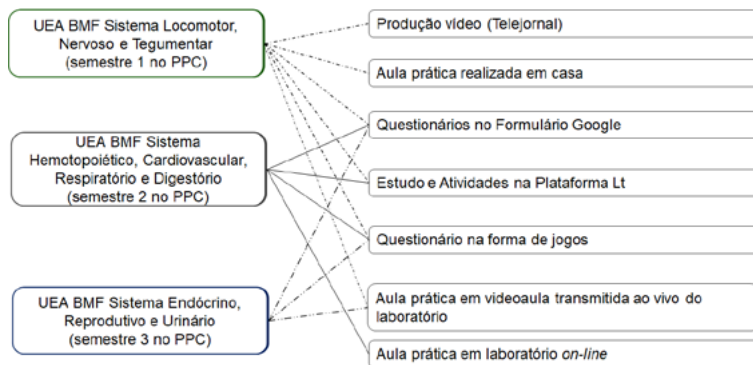 UEA BMF Sistema Locomotor,
Nervoso e Tegumentar
(semestre 1 no PPC)
UEA BMF Sistema
Hemotopoiético, Cardiovascular,
Respiratório e Digestório
(semestre 2 no PPC)
UEA BMF Sistema Endócrino,
Reprodutivo e Urinário
(semestre 3 no PPC)
Produção vídeo (Telejornal)
Aula prática realizada em casa
Questionários no Formulário Google
Estudo e Atividades na Plataforma Lt
Questionário na forma de jogos
Aula prática em videoaula transmitida ao vivo do
laboratório
Aula prática em laboratório on-line